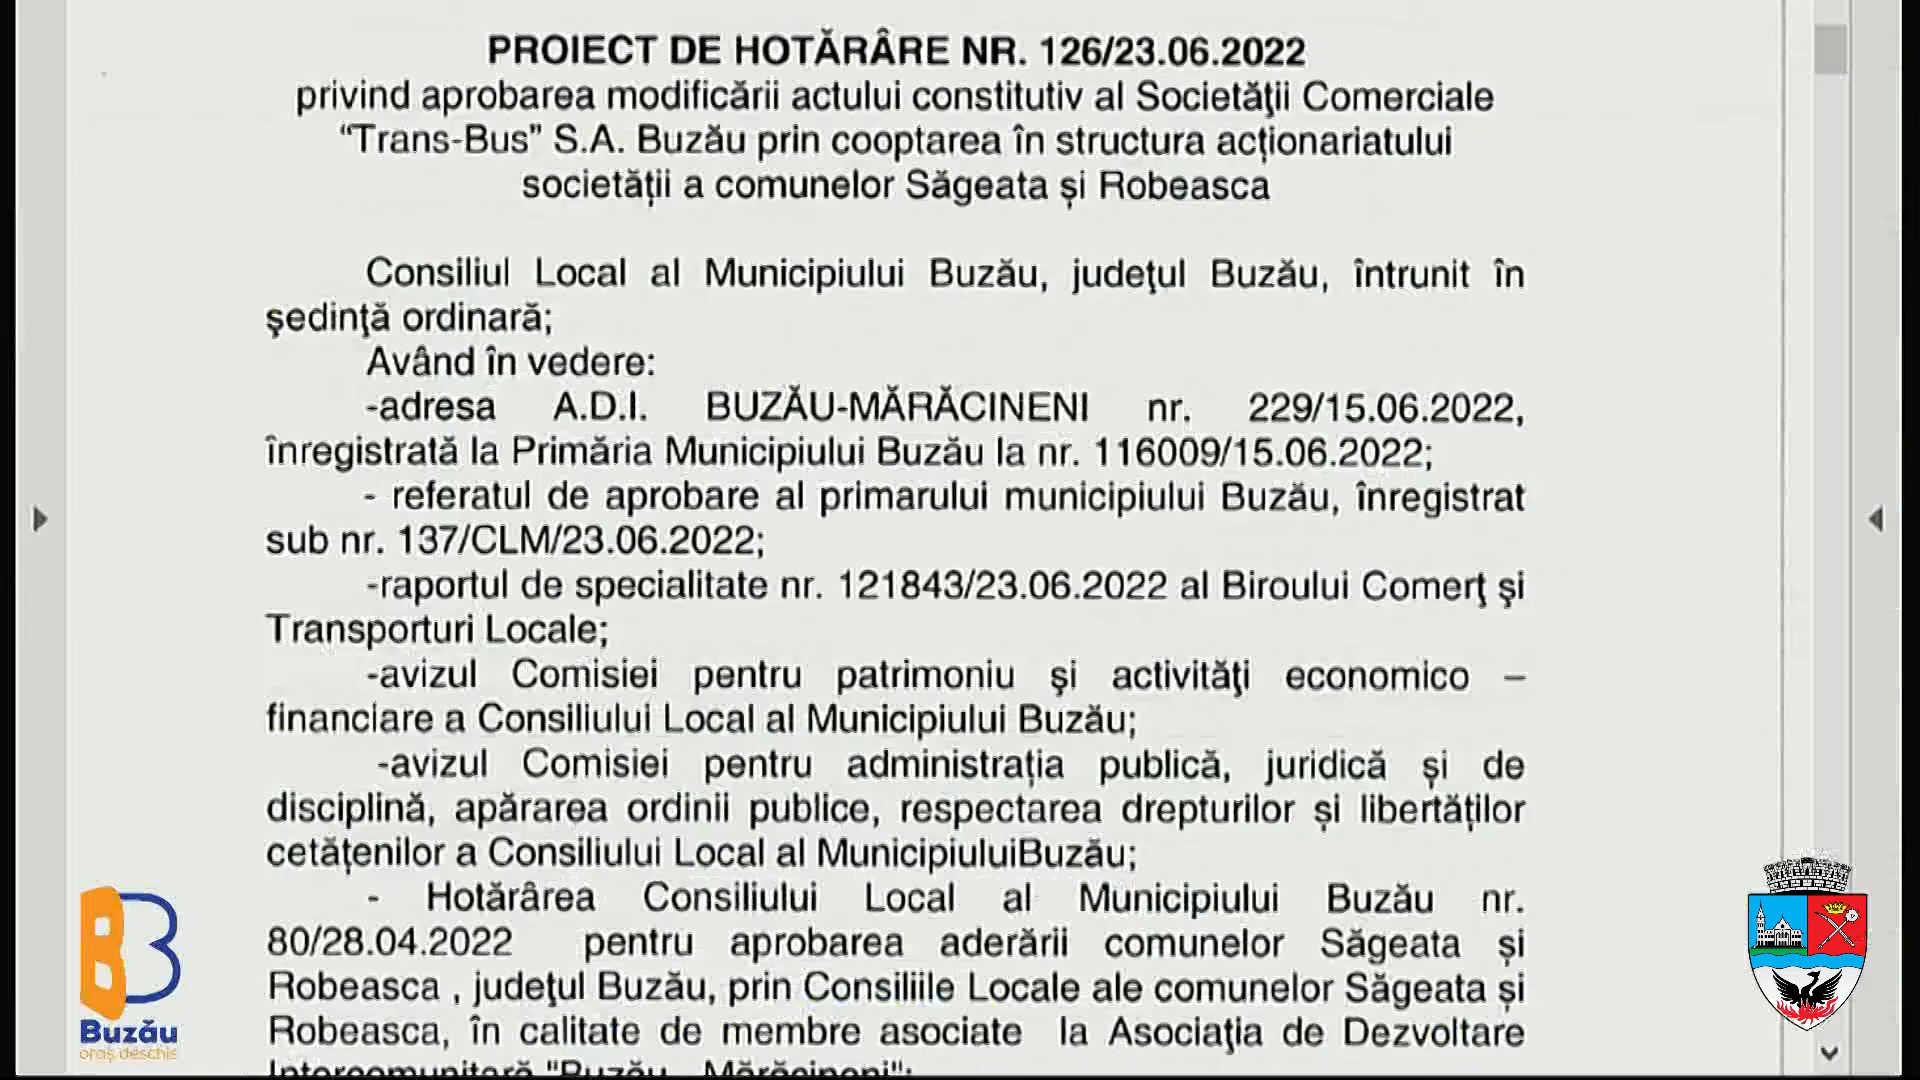 PROIECT DE HOTĂRÂRE NR. 126/23.06.2022
privind aprobarea modificării actului constitutiv al Societăţii Comerciale
“Trans-Bus” S.A. Buzău prin cooptarea în structura acționariatului
societății a comunelor Săgeata și Robeasca
Consiliul Local al Municipiului Buzău, judeţul Buzău, întrunit în
şedinţă ordinară;
Având în vedere:
-adresa A.D.I. BUZĂU-MĂRĂCINENI nr. 229/15.06.2022,
înregistrată la Primăria Municipiului Buzău la nr. 116009/15.06.2022;
- referatul de aprobare al primarului municipiului Buzău, înregistrat
sub nr. 137/CLM/23.06.2022;
-raportul de specialitate nr. 121843/23.06.2022 al Biroului Comerţ şi
Transporturi Locale;
-avizul Comisiei pentru patrimoniu şi activităţi economico –
financiare a Consiliului Local al Municipiului Buzău;
-avizul Comisiei pentru administrația publică, juridică și de
disciplină, apărarea ordinii publice, respectarea drepturilor și libertăților
cetățenilor a Consiliului Local al MunicipiuluiBuzău;
- Hotărârea Consiliului Local al Municipiului Buzău nr.
80/28.04.2022 pentru aprobarea aderării comunelor Săgeata și
Robeasca , judeţul Buzău, prin Consiliile Locale ale comunelor Săgeata și
Robeasca, în calitate de membre asociate la Asociaţia de Dezvoltare
Intercomunitară "Buzău - Mărăcineni";
Buzău
oraș deschis